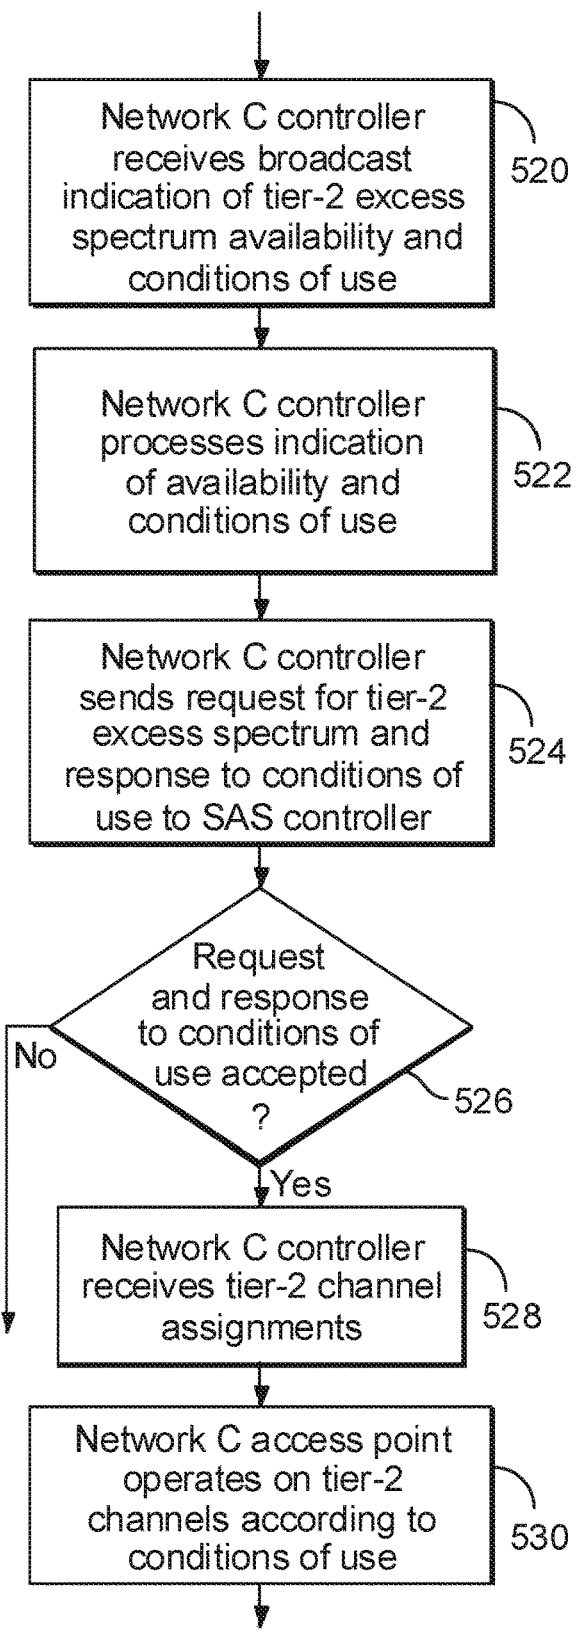 Network C controller
receives broadcast
indication of tier-2 excess
spectrum availability and
conditions of use
520
Network C controller
processes indication
of availability and
conditions of use
522
Network C controller
sends request for tier-2
excess spectrum and
response to conditions of
use to SAS controller
524
Request
and response
to conditions of
use accepted
?
526
No
Yes
Network C controller
receives tier-2 channel
assignments
528
Network C access point
operates on tier-2
channels according to
conditions of use
530